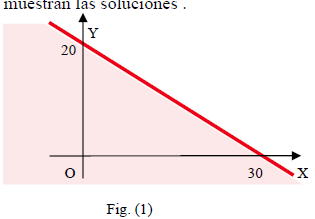 muestran las soluciones .
Y
20
O
30
X
Fig. (1)